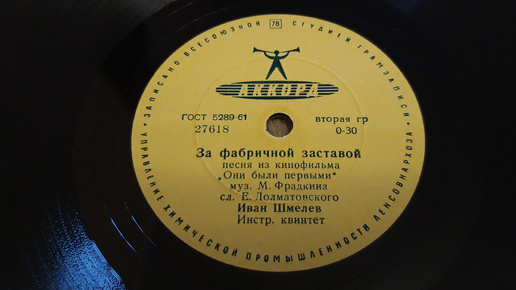 ЗАПИСАНО ВСЕСОЮЗНОЙ 78 СТУДИЕЙ ГРАМЗАПИСИ
АККОРД
ГОСТ 5289-61 вторая гр
27618 0-30
За фабричной заставой
песня из кинофильма
„Они были первыми"
муз. М. Фрадкина
сл. Е. Долматовского
Иван Шмелев
Инстр. квинтет
УПРАВЛЕНИЕ ХИМИЧЕСКОЙ ПРОМЫШЛЕННОСТИ ЛЕНСОВНАРХОЗА